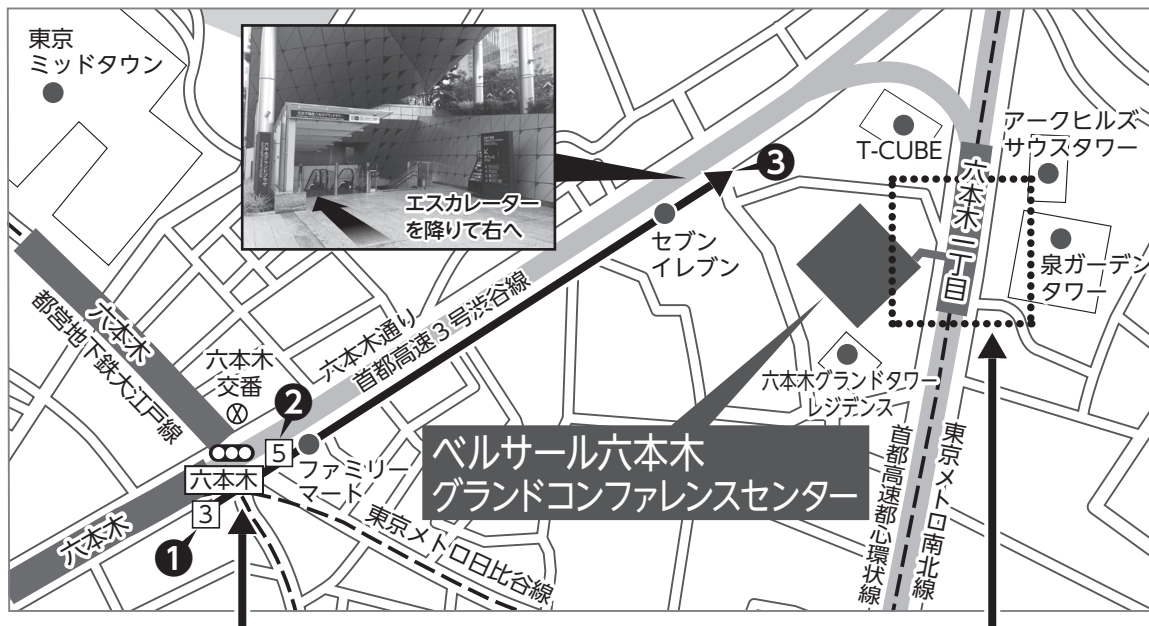 東京
ミッドタウン
エスカレーター
を降りて右へ
❸
セブン
イレブン
T-CUBE
アークヒルズ
サウスタワー
六本木一丁目
泉ガーデン
タワー
六本木グランドタワー
レジデンス
ベルサール六本木
グランドコンファレンスセンター
六本木通り
首都高速3号渋谷線
六本木
都営地下鉄大江戸線
六本木
交番
❷
5
ファミリー
マート
六本木
3
❶
六本木
東京メトロ日比谷線
首都高速都心環状線
東京メトロ南北線